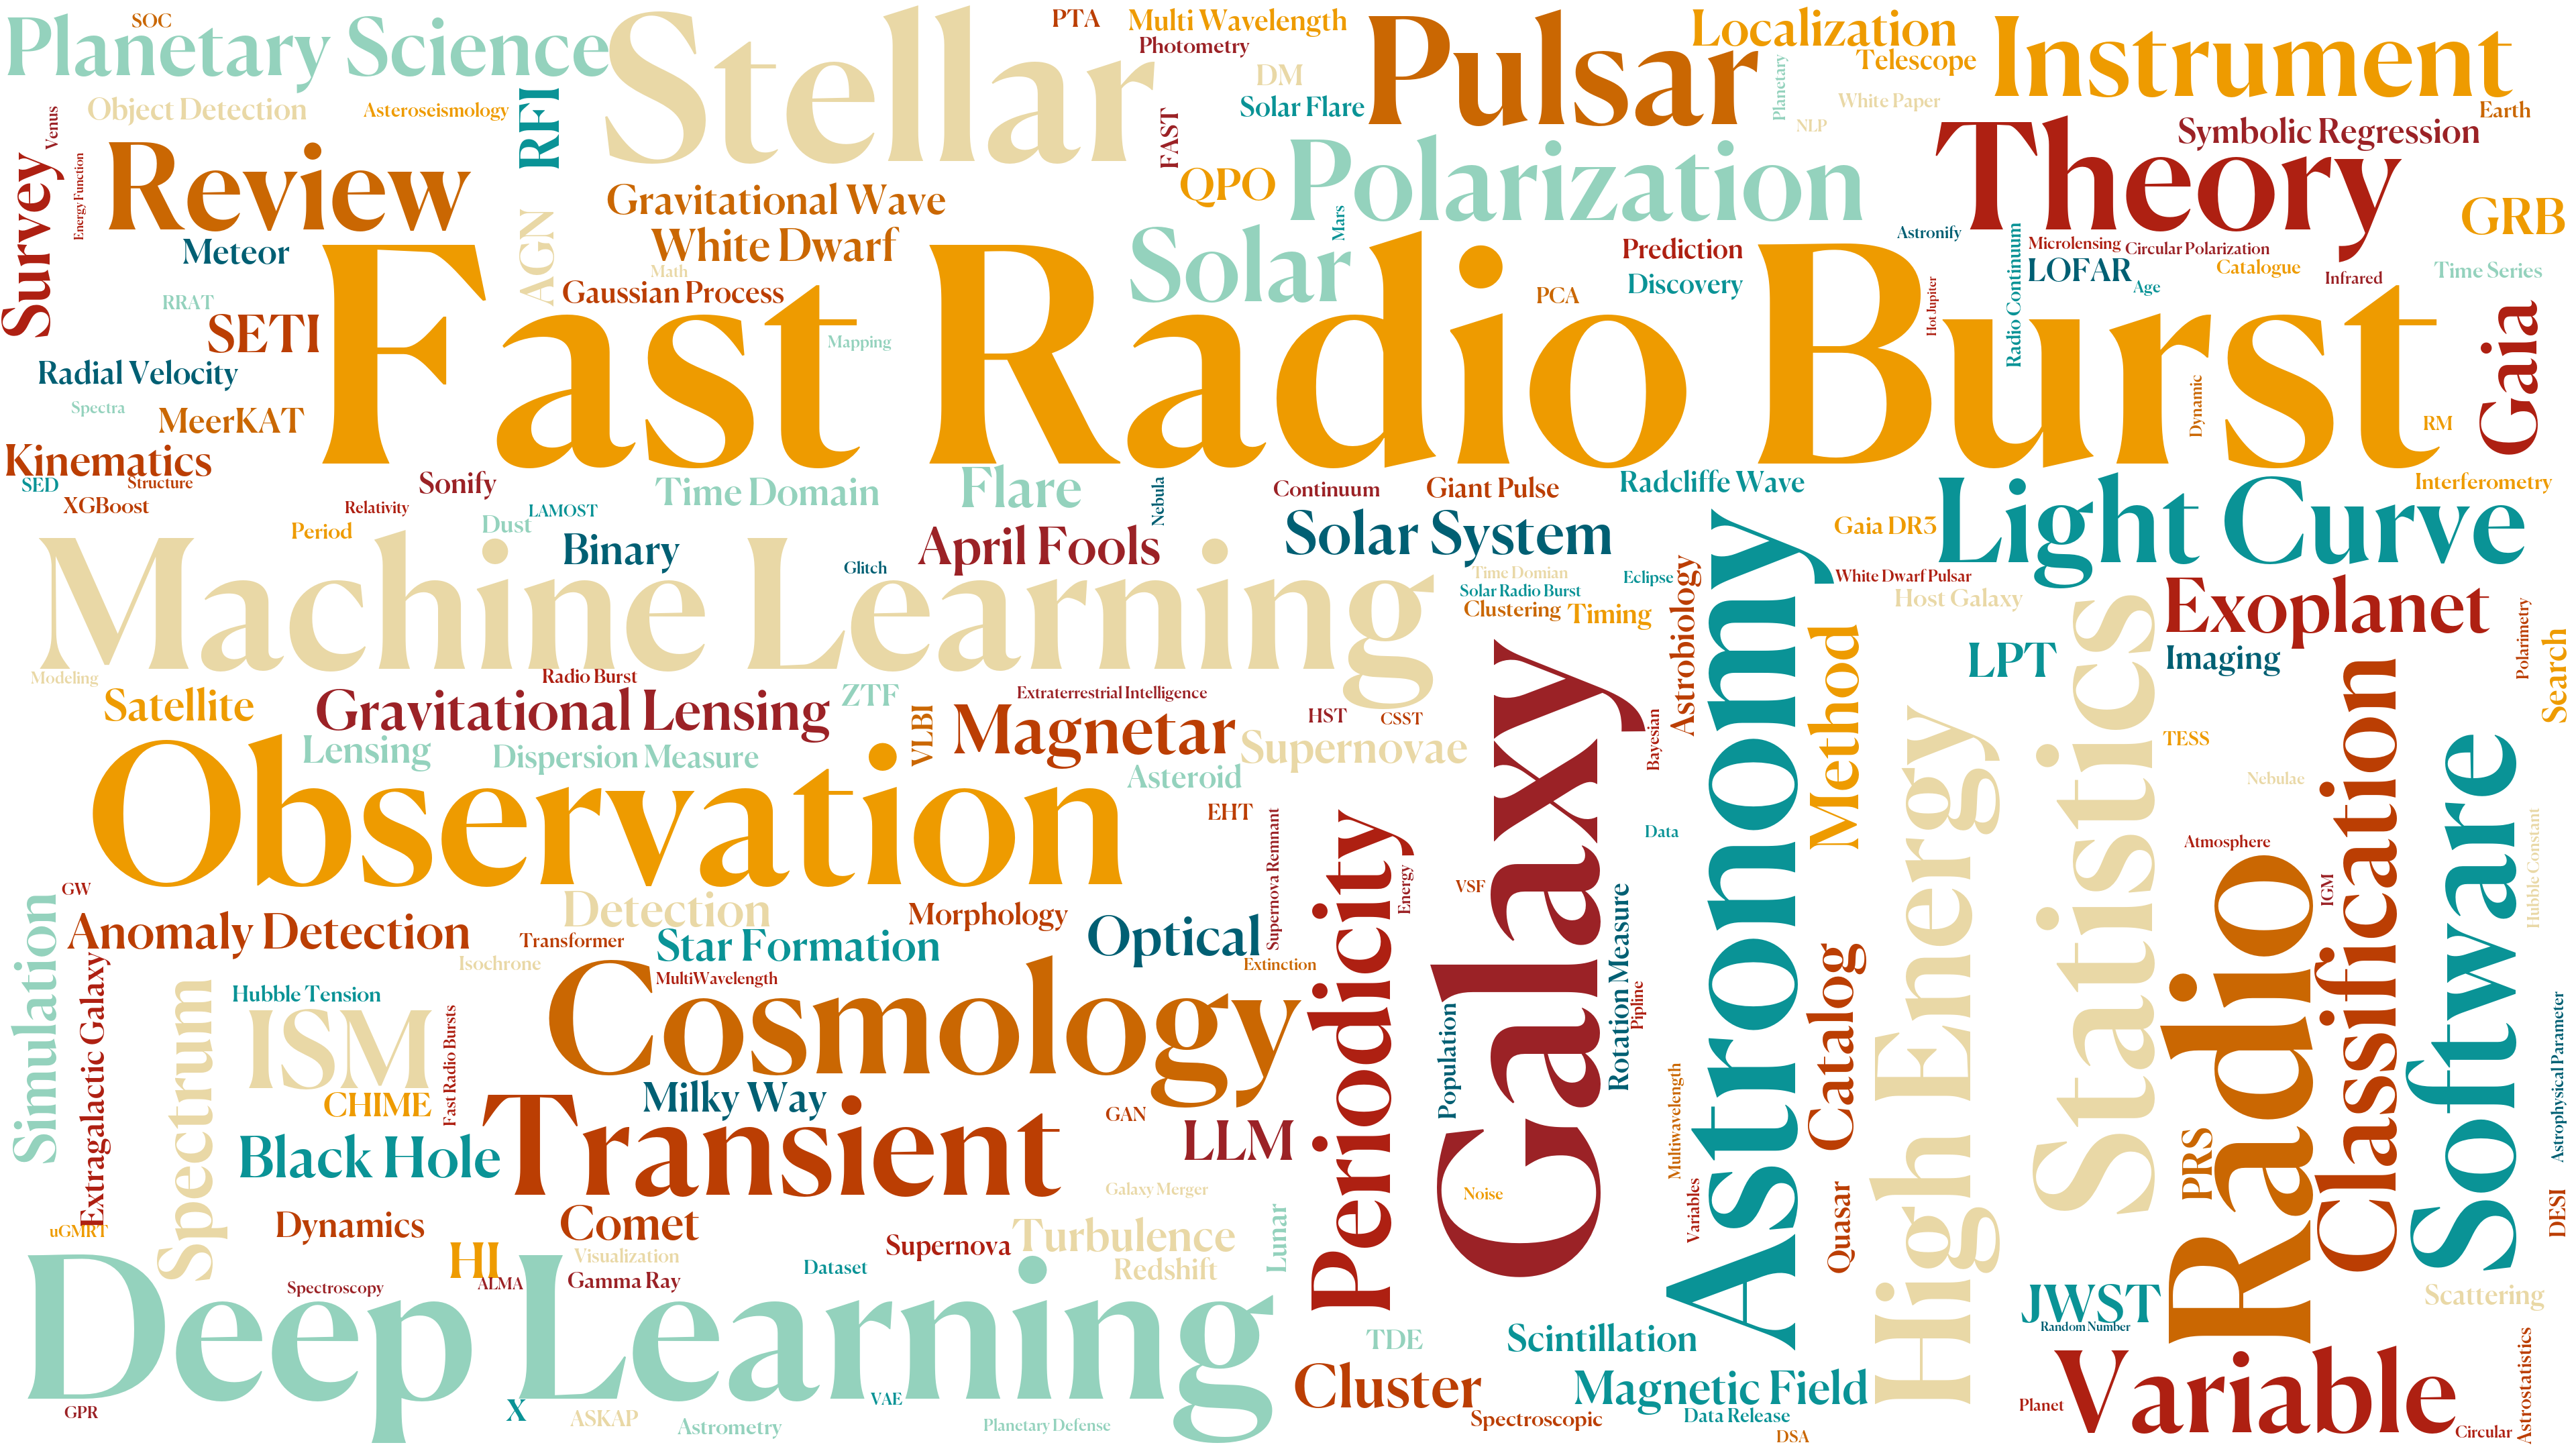 SOC
Planetary Science
Stellar
PTA
Multi Wavelength
Photometry
Pulsar
Localization
Telescope
Instrument
Object Detection
Asteroseismology
RFI
DM
Solar Flare
Planetary
White Paper
NLP
Earth
Venus
Survey
Energy Function
Review
FAST
Polarization
Theory
Symbolic Regression
QPO
Gravitational Wave
White Dwarf
AGN
Math
Gaussian Process
Meteor
Mars
Solar
Prediction
Discovery
PCA
Astronify
Radio Continuum
Microlensing
Circular Polarization
LOFAR
Age
Catalogue
Infrared
GRB
Time Series
Hot Jupiter
RRAT
SETI
Fast Radio Burst
Mapping
Gaia
Radial Velocity
Spectra
MeerKAT
Dynamic
RM
Kinematics
SED
Structure
XGBoost
Sonify
Relativity
Period
Time Domain
Flare
LAMOST
Dust
Nebula
Continuum
Giant Pulse
Radcliffe Wave
Interferometry
Light Curve
Gaia DR3
Binary
Glitch
April Fools
Solar System
Machine Learning
Time Domian
Solar Radio Burst
Clustering
Timing
Eclipse
Astrobiology
Astronomy
White Dwarf Pulsar
Host Galaxy
Exoplanet
LPT
Imaging
Polarimetry
Search
Modeling
Radio Burst
Satellite
Gravitational Lensing
ZTF
Extraterrestrial Intelligence
VLBI
Magnetar
HST
CSST
Supernovae
Lensing
Dispersion Measure
Asteroid
Galaxy
Bayesian
Method
High Energy
Statistics
TESS
Nebulae
Classification
Software
Observation
EHT
Supernova Remnant
Periodicity
Energy
Data
VSF
Atmosphere
Radio
IGM
Hubble Constant
GW
Simulation
Anomaly Detection
Detection
Transformer
Isochrone
Star Formation
Morphology
Optical
Extinction
MultiWavelength
Cosmology
Rotation Measure
Pipline
Catalog
Extragalactic Galaxy
Spectrum
Hubble Tension
ISM
CHIME
Fast Radio Bursts
Milky Way
GAN
LLM
Population
Multiwavelength
Variables
Black Hole
Transient
Galaxy Merger
Noise
Quasar
PRS
Astrophysical Parameter
DESI
uGMRT
Dynamics
Comet
Supernova
Turbulence
Redshift
Lunar
HI
ALMA
Visualization
Gamma Ray
Dataset
Spectroscopy
Deep Learning
JWST
Random Number
Scattering
TDE
Scintillation
Cluster
Magnetic Field
Spectroscopic
Data Release
DSA
Planet
Variable
Circular
Astrostatistics
GPR
X
ASKAP
Astrometry
VAE
Planetary Defense